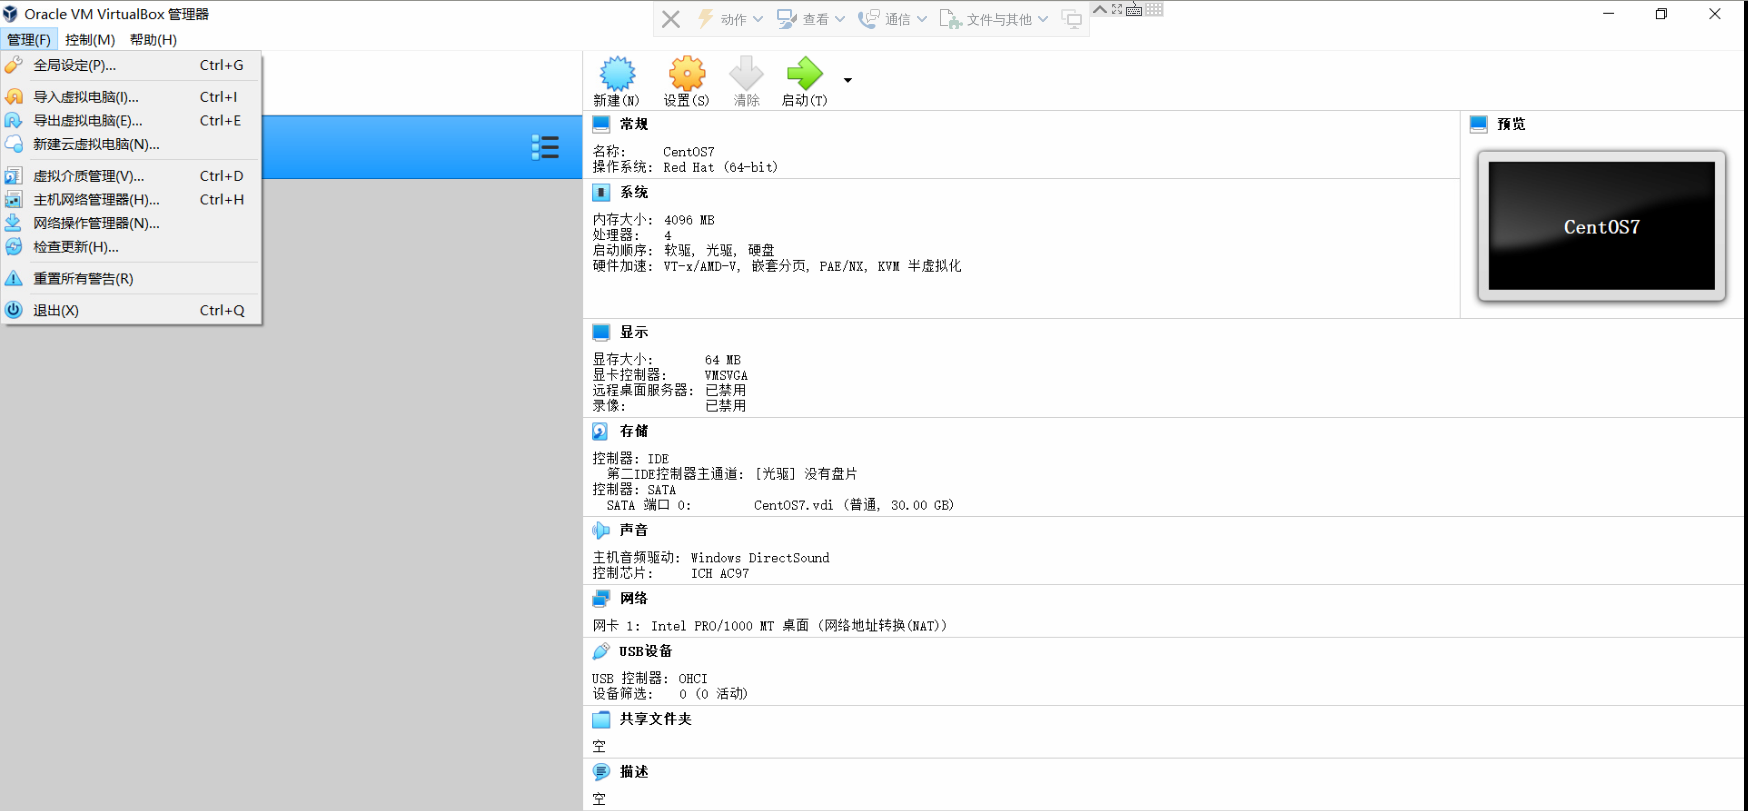 Oracle VM VirtualBox 管理器
动作 查看 通信 文件与其他
管理(F) 控制(M) 帮助(H)
全局设定(P)... Ctrl+G
导入虚拟电脑(I)... Ctrl+I
导出虚拟电脑(E)... Ctrl+E
新建云虚拟电脑(N)...
虚拟介质管理(V)... Ctrl+D
主机网络管理器(H)... Ctrl+H
网络操作管理器(N)...
检查更新(H)...
重置所有警告(R)
退出(X) Ctrl+Q
新建(N) 设置(S) 清除 启动(T)
常规
名称: CentOS7
操作系统: Red Hat (64-bit)
系统
内存大小: 4096 MB
处理器: 4
启动顺序: 软驱, 光驱, 硬盘
硬件加速: VT-x/AMD-V, 嵌套分页, PAE/NX, KVM 半虚拟化
预览
CentOS7
显示
显存大小: 64 MB
显卡控制器: VMSVGA
远程桌面服务器: 已禁用
录像: 已禁用
存储
控制器: IDE
第二IDE控制器主通道: [光驱] 没有盘片
控制器: SATA
SATA 端口 0: CentOS7.vdi (普通, 30.00 GB)
声音
主机音频驱动: Windows DirectSound
控制芯片: ICH AC97
网络
网卡 1: Intel PRO/1000 MT 桌面 (网络地址转换(NAT))
USB设备
USB 控制器: OHCI
设备筛选: 0 (0 活动)
共享文件夹
空
描述
空